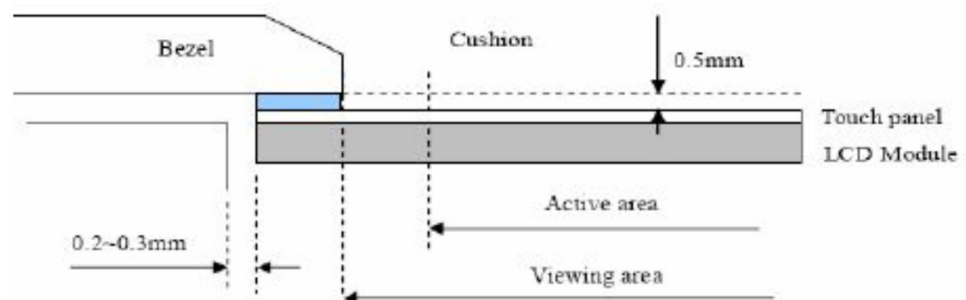 Cushion
Bezel
0.5mm
Touch panel
LCD Module
Active area
0.2~0.3mm
Viewing area